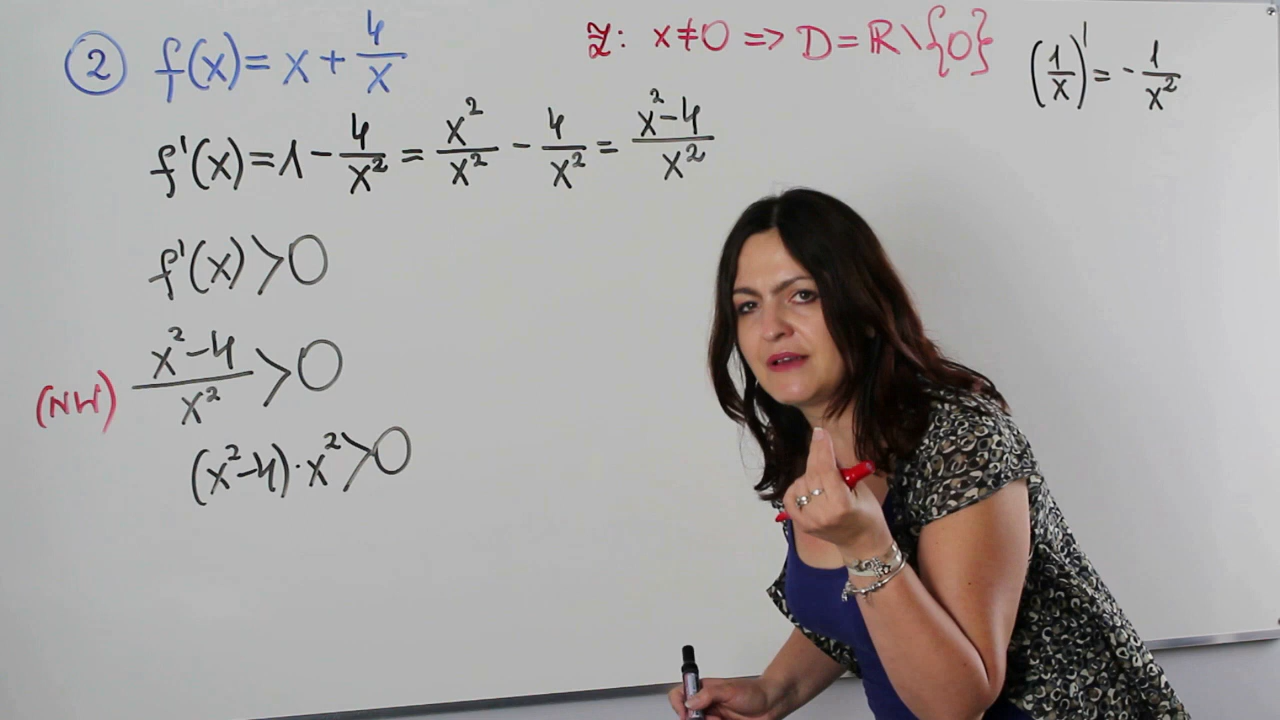 ② f(x) = x + 4/x
Z: x ≠ 0 => D = R \ {0}
(1/x)' = - 1/x²
f'(x) = 1 - 4/x² = x²/x² - 4/x² = x²-4/x²
f'(x) > 0
(NW) x²-4/x² > 0
(x²-4)·x² > 0